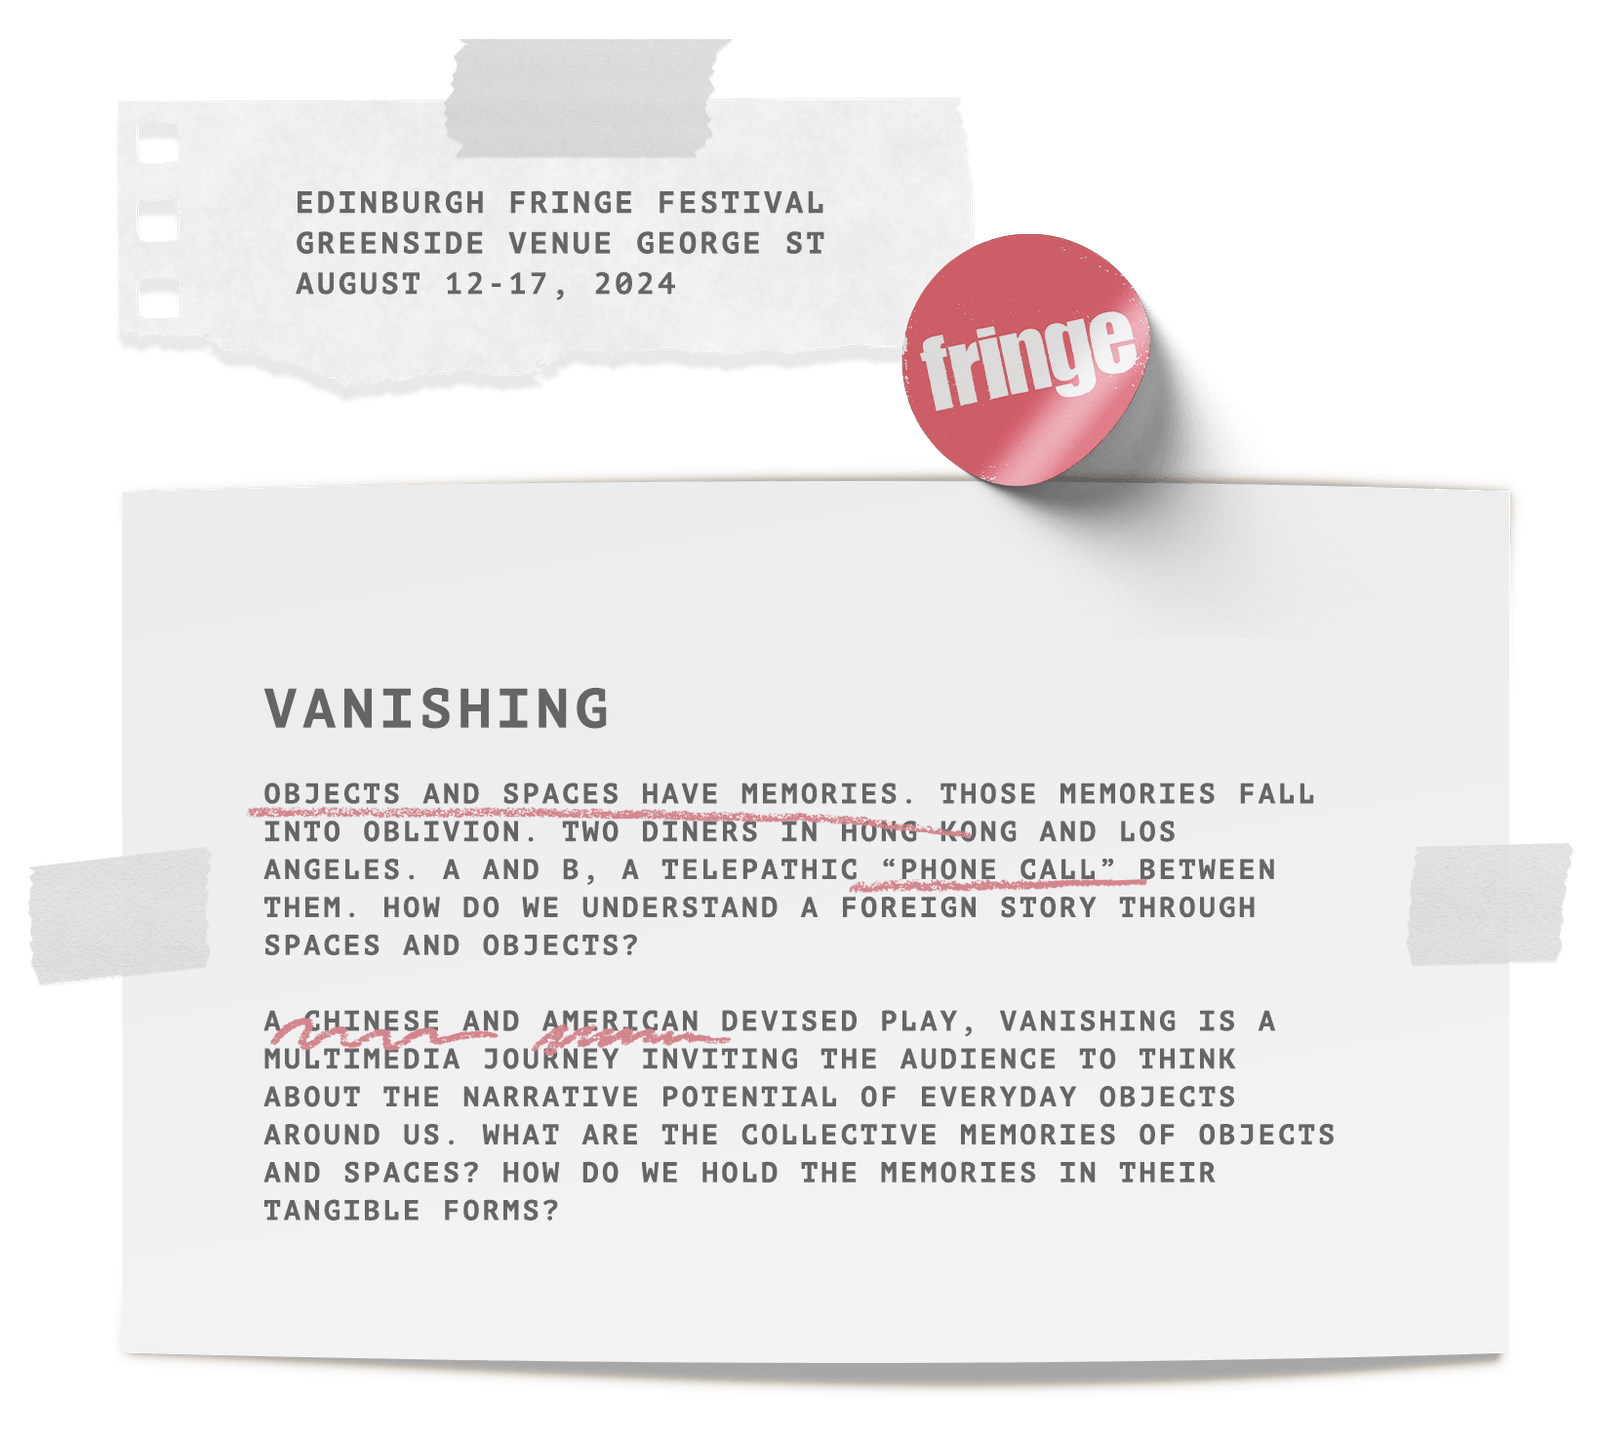 EDINBURGH FRINGE FESTIVAL
GREENSIDE VENUE GEORGE ST
AUGUST 12-17, 2024
fringe
VANISHING
OBJECTS AND SPACES HAVE MEMORIES. THOSE MEMORIES FALL
INTO OBLIVION. TWO DINERS IN HONG KONG AND LOS
ANGELES. A AND B, A TELEPATHIC “PHONE CALL” BETWEEN
THEM. HOW DO WE UNDERSTAND A FOREIGN STORY THROUGH
SPACES AND OBJECTS?
A CHINESE AND AMERICAN DEVISED PLAY, VANISHING IS A
MULTIMEDIA JOURNEY INVITING THE AUDIENCE TO THINK
ABOUT THE NARRATIVE POTENTIAL OF EVERYDAY OBJECTS
AROUND US. WHAT ARE THE COLLECTIVE MEMORIES OF OBJECTS
AND SPACES? HOW DO WE HOLD THE MEMORIES IN THEIR
TANGIBLE FORMS?